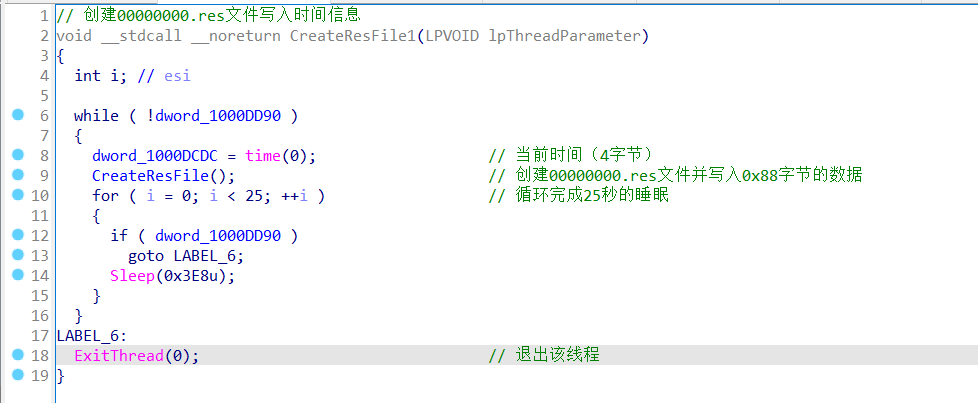 1 // 创建00000000.res文件写入时间信息
2 void __stdcall __noreturn CreateResFile1(LPVOID lpThreadParameter)
3 {
4 int i; // esi
5
6 while ( !dword_1000DD90 )
7 {
8 dword_1000DCDC = time(0); // 当前时间（4字节）
9 CreateResFile(); // 创建00000000.res文件并写入0x88字节的数据
10 for ( i = 0; i < 25; ++i ) // 循环完成25秒的睡眠
11 {
12 if ( dword_1000DD90 )
13 goto LABEL_6;
14 Sleep(0x3E8u);
15 }
16 }
17 LABEL_6:
18 ExitThread(0); // 退出该线程
19 }